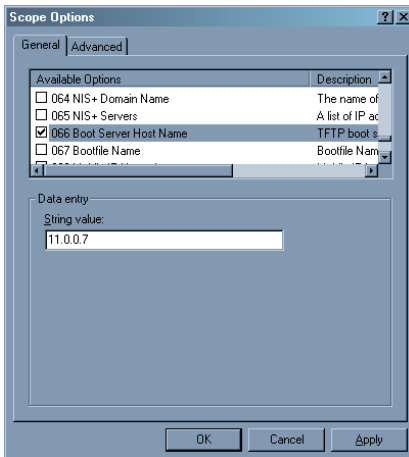 Scope Options
General Advanced
Available Options Description
064 NIS+ Domain Name The name of
065 NIS+ Servers A list of IP ac
066 Boot Server Host Name TFTP boot s
067 Bootfile Name Bootfile Nam
Data entry
String value:
11.0.0.7
OK Cancel Apply